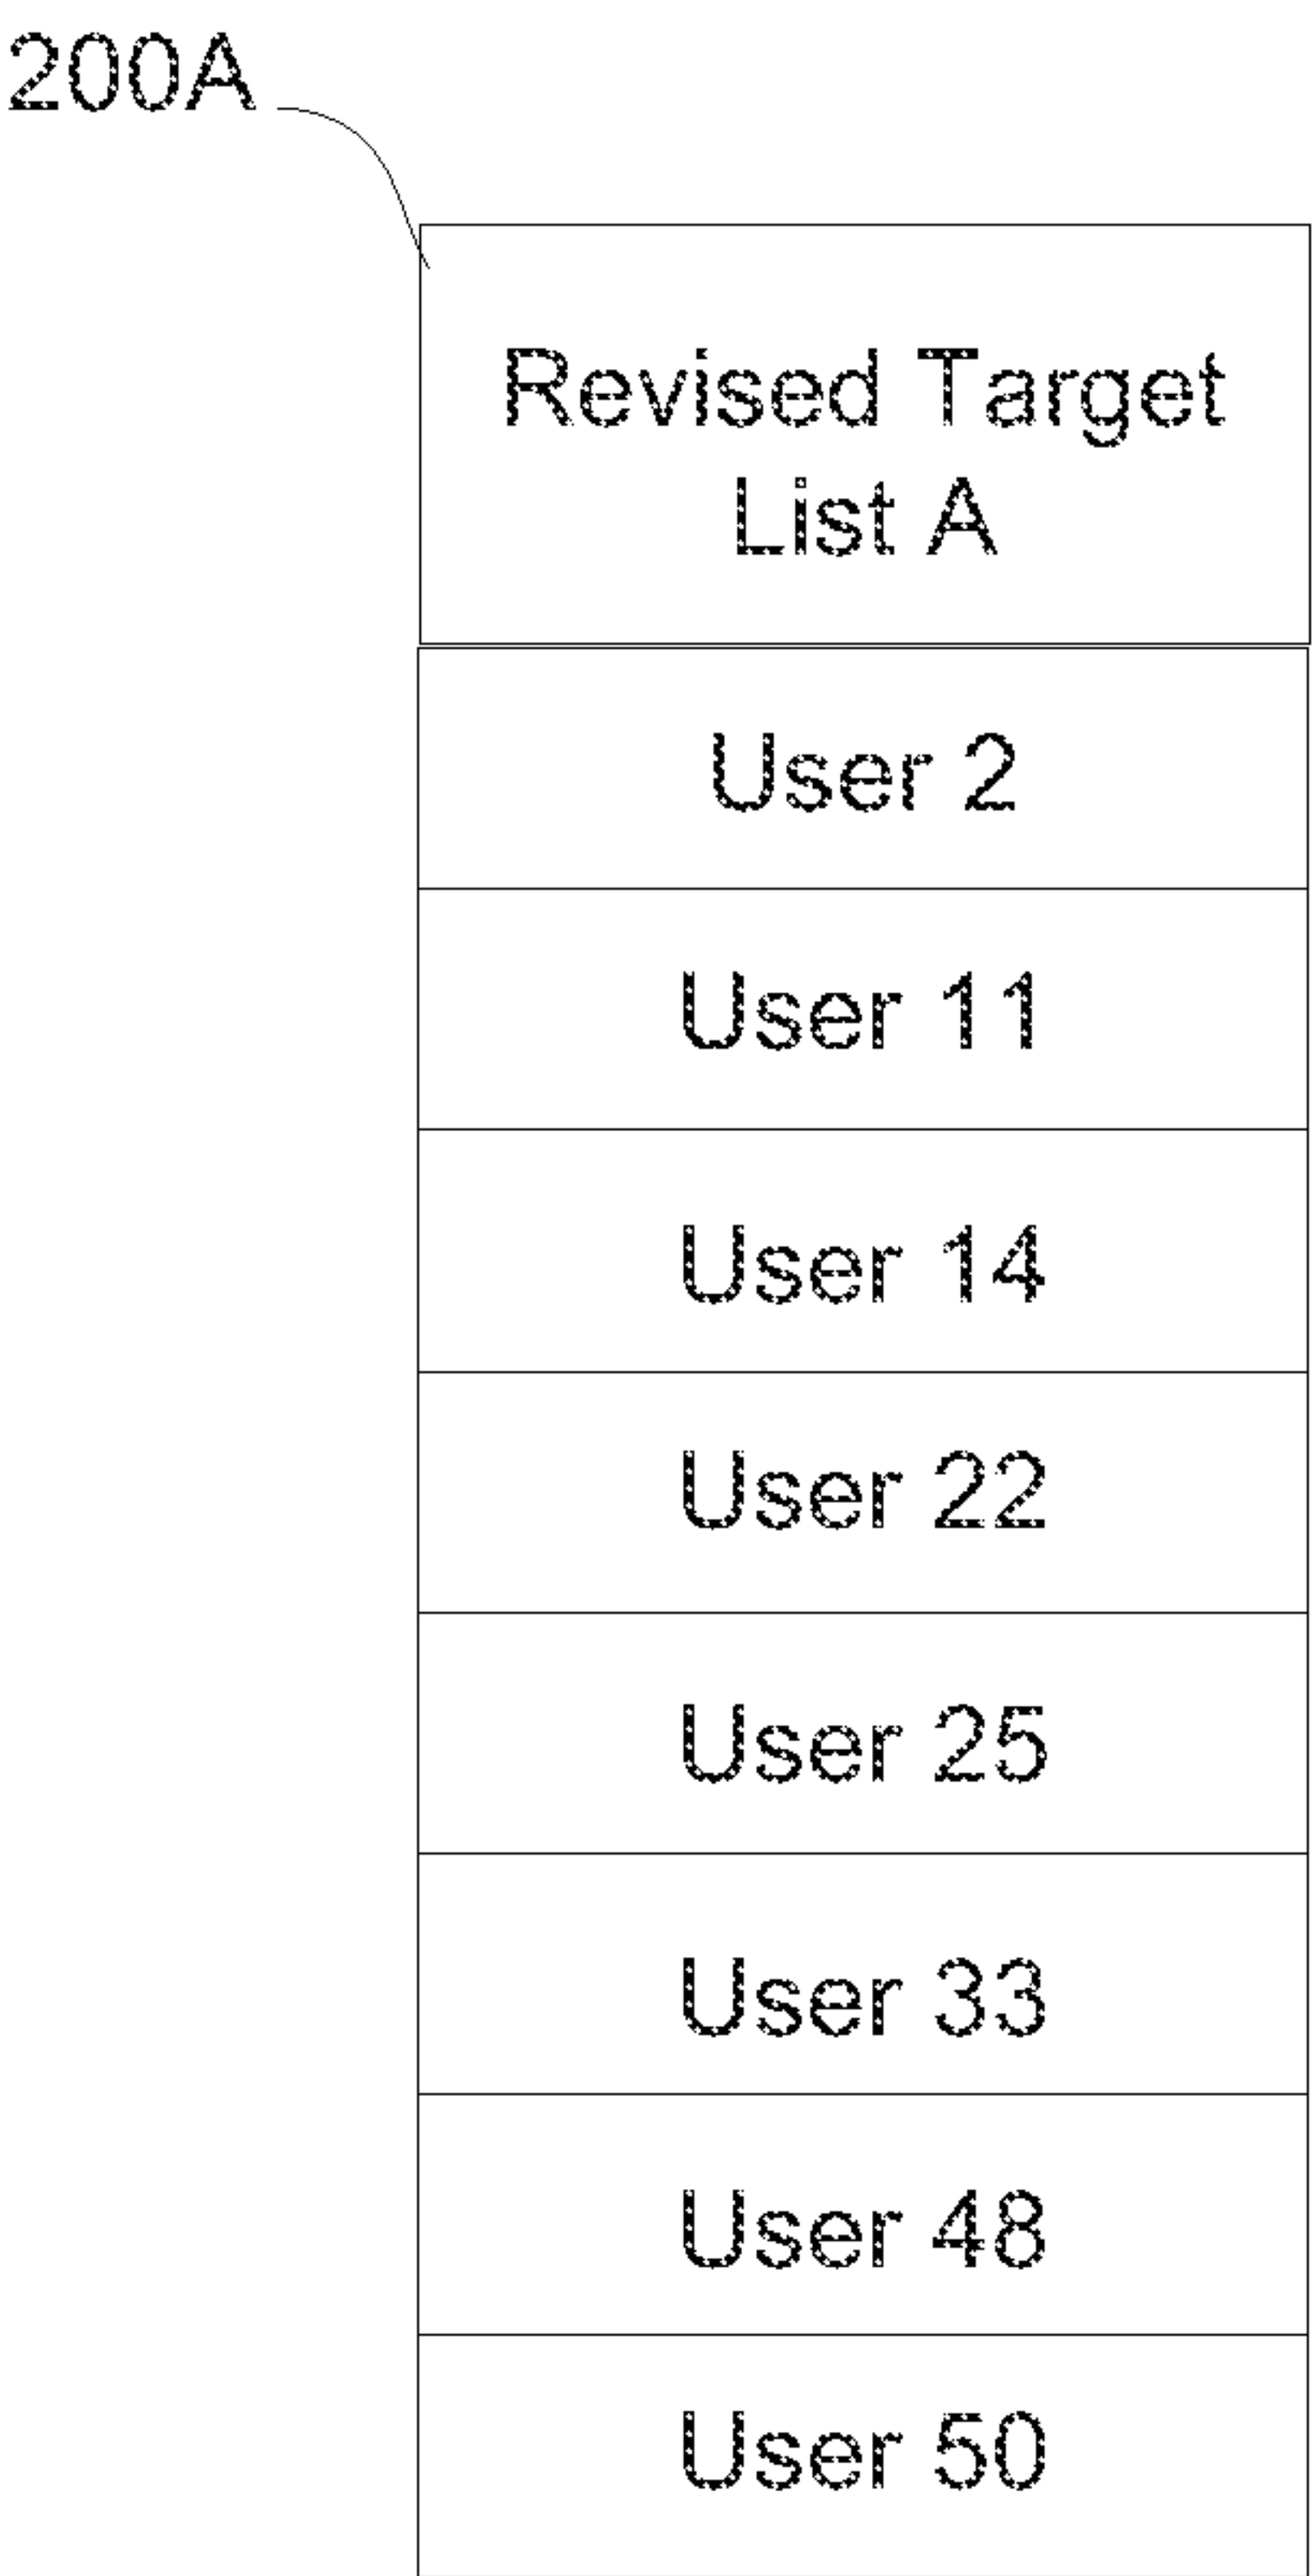 200A
Revised Target
List A
User 2
User 11
User 14
User 22
User 25
User 33
User 48
User 50